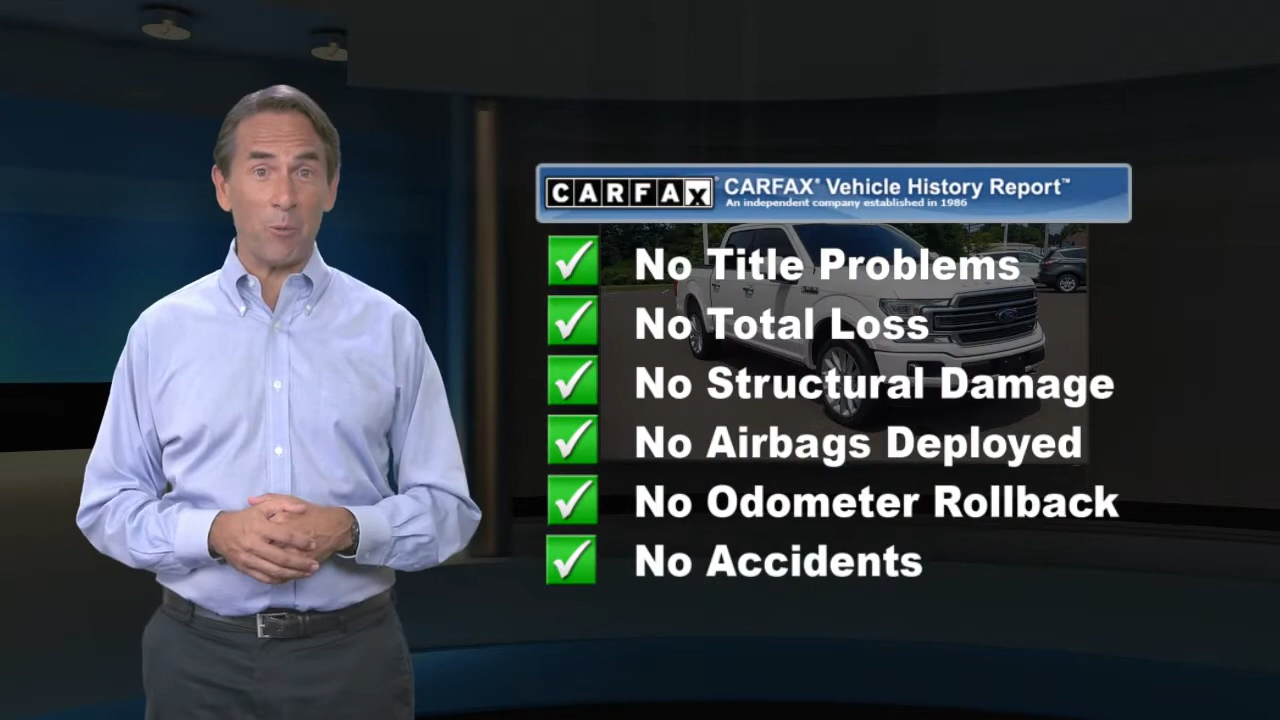 CARFAX® CARFAX® Vehicle History Report™
An independent company established in 1986
No Title Problems
No Total Loss
No Structural Damage
No Airbags Deployed
No Odometer Rollback
No Accidents